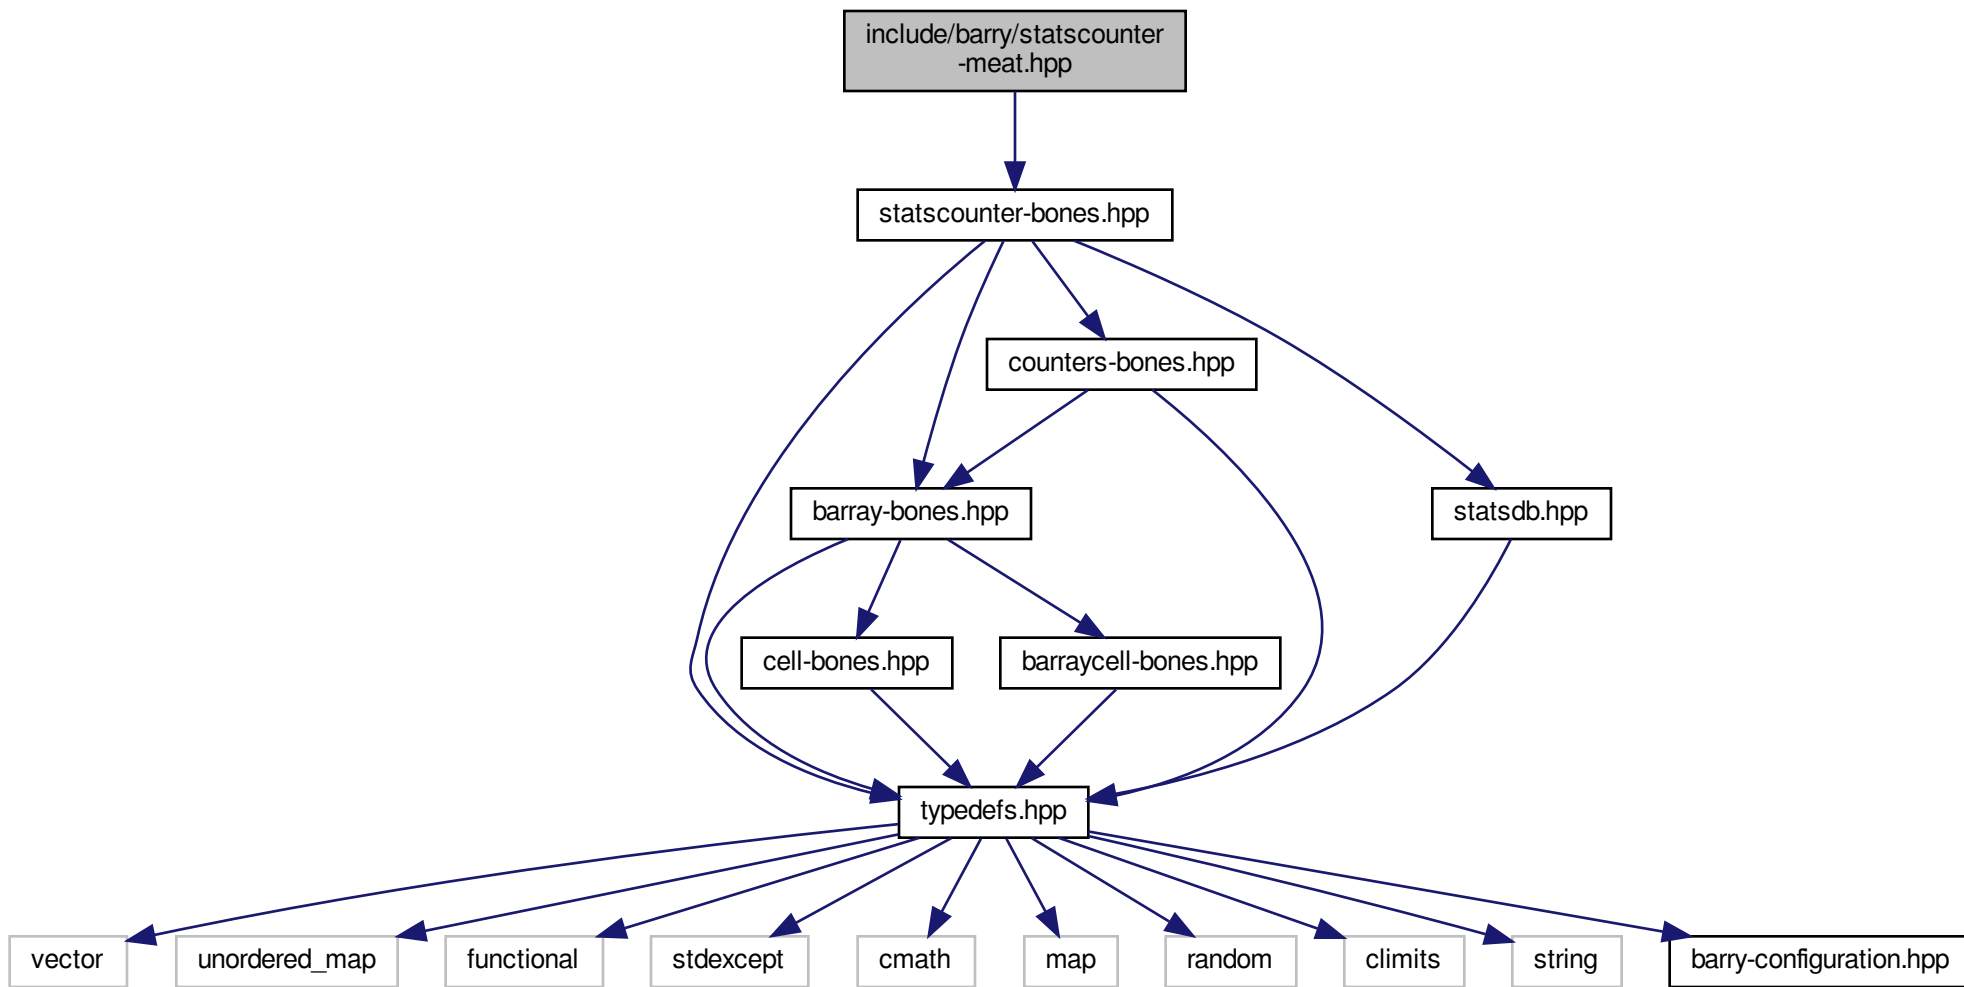 include/barry/statscounter
-meat.hpp
statscounter-bones.hpp
counters-bones.hpp
barray-bones.hpp
statsdb.hpp
cell-bones.hpp
barraycell-bones.hpp
typedefs.hpp
vector
unordered_map
functional
stdexcept
cmath
map
random
climits
string
barry-configuration.hpp